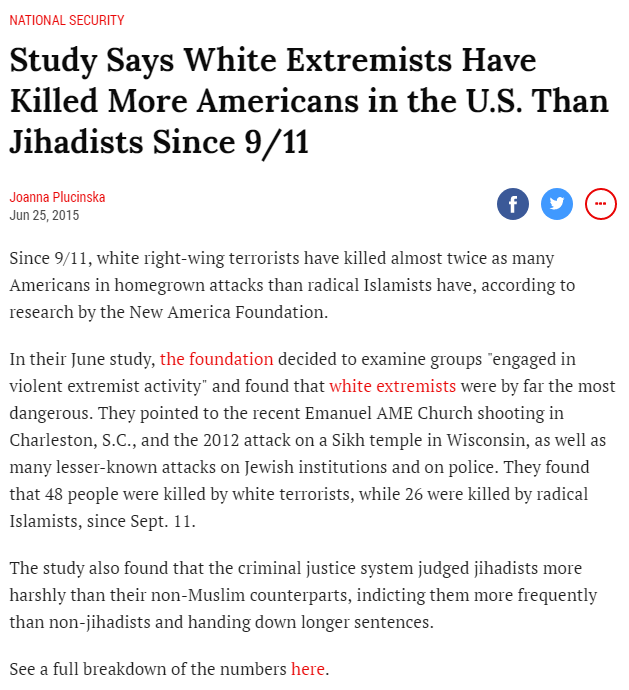 NATIONAL SECURITY
Study Says White Extremists Have
Killed More Americans in the U.S. Than
Jihadists Since 9/11
Joanna Plucinska
Jun 25, 2015
Since 9/11, white right-wing terrorists have killed almost twice as many
Americans in homegrown attacks than radical Islamists have, according to
research by the New America Foundation.
In their June study, the foundation decided to examine groups "engaged in
violent extremist activity" and found that white extremists were by far the most
dangerous. They pointed to the recent Emanuel AME Church shooting in
Charleston, S.C., and the 2012 attack on a Sikh temple in Wisconsin, as well as
many lesser-known attacks on Jewish institutions and on police. They found
that 48 people were killed by white terrorists, while 26 were killed by radical
Islamists, since Sept. 11.
The study also found that the criminal justice system judged jihadists more
harshly than their non-Muslim counterparts, indicting them more frequently
than non-jihadists and handing down longer sentences.
See a full breakdown of the numbers here.